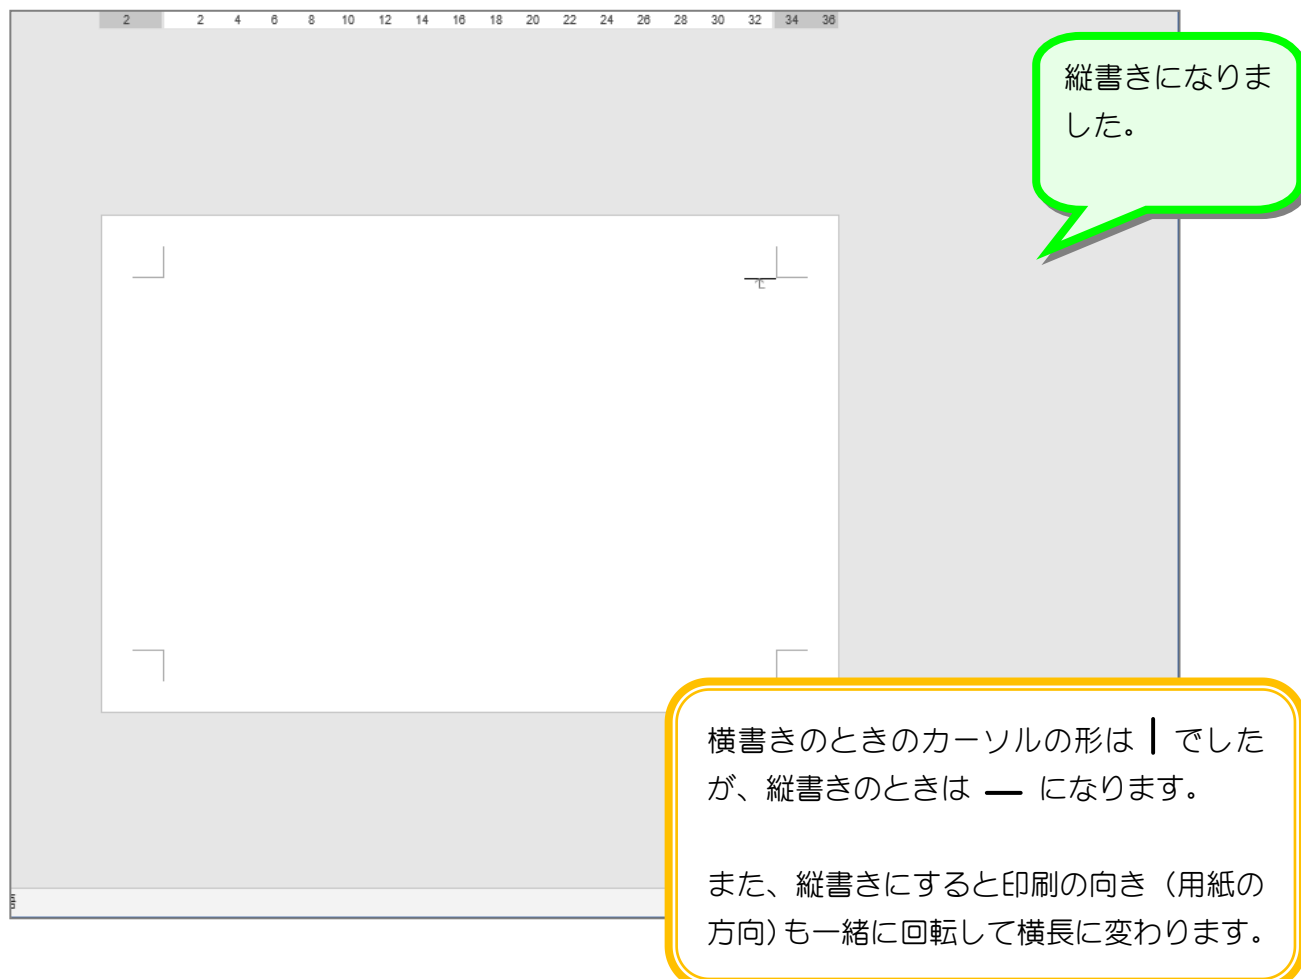 2 2 4 6 8 10 12 14 16 18 20 22 24 26 28 30 32 34 36
縦書きになりま
した。
横書きのときのカーソルの形は | でした
が、縦書きのときは ― になります。
また、縦書きにすると印刷の向き（用紙の
方向）も一緒に回転して横長に変わります。